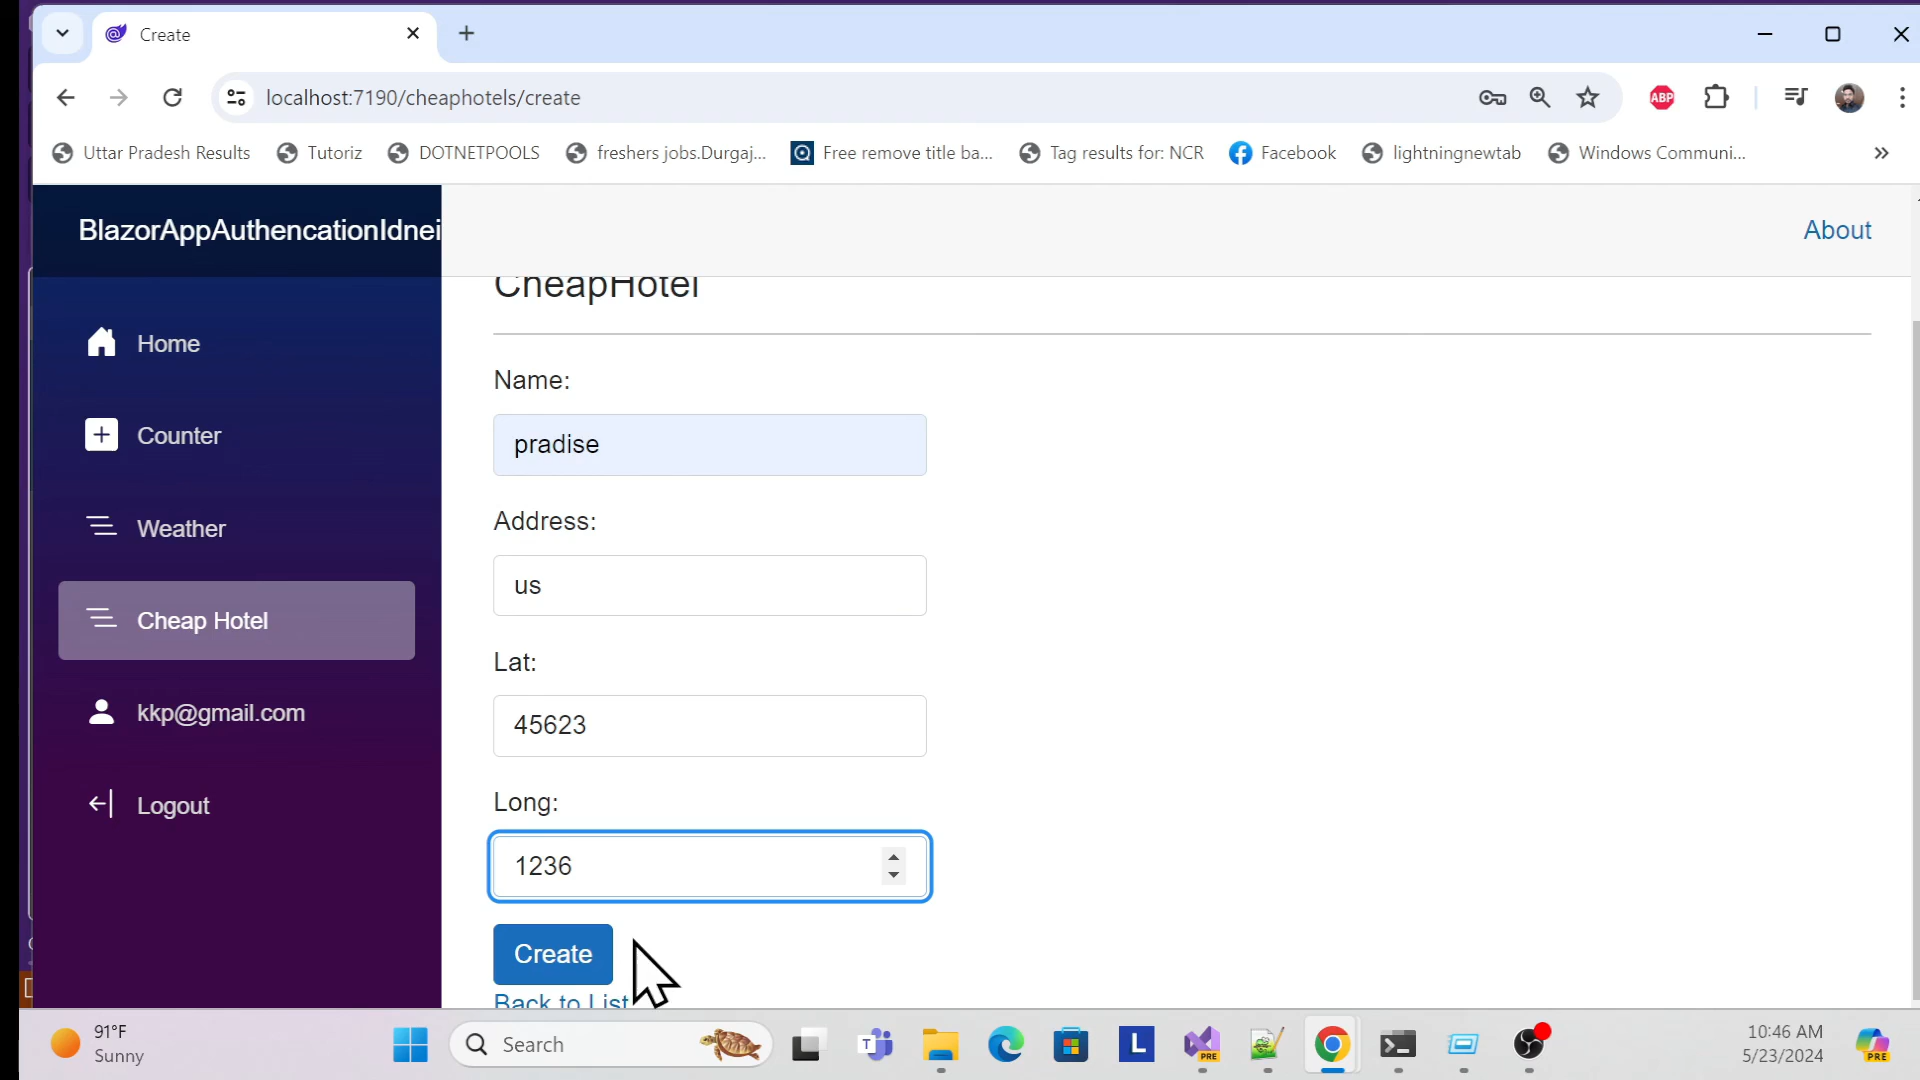 Create
localhost:7190/cheaphotels/create
ABP
Uttar Pradesh Results
Tutoriz
DOTNETPOOLS
freshers jobs.Durgaj...
Free remove title ba...
Tag results for: NCR
Facebook
lightningnewtab
Windows Communi...
BlazorAppAuthencationIdnei
About
Home
Counter
Weather
Cheap Hotel
kkp@gmail.com
Logout
CheapHotel
Name:
pradise
Address:
us
Lat:
45623
Long:
1236
Create
Back to List
91°F
Sunny
Search
L
PRE
10:46 AM
5/23/2024
PRE